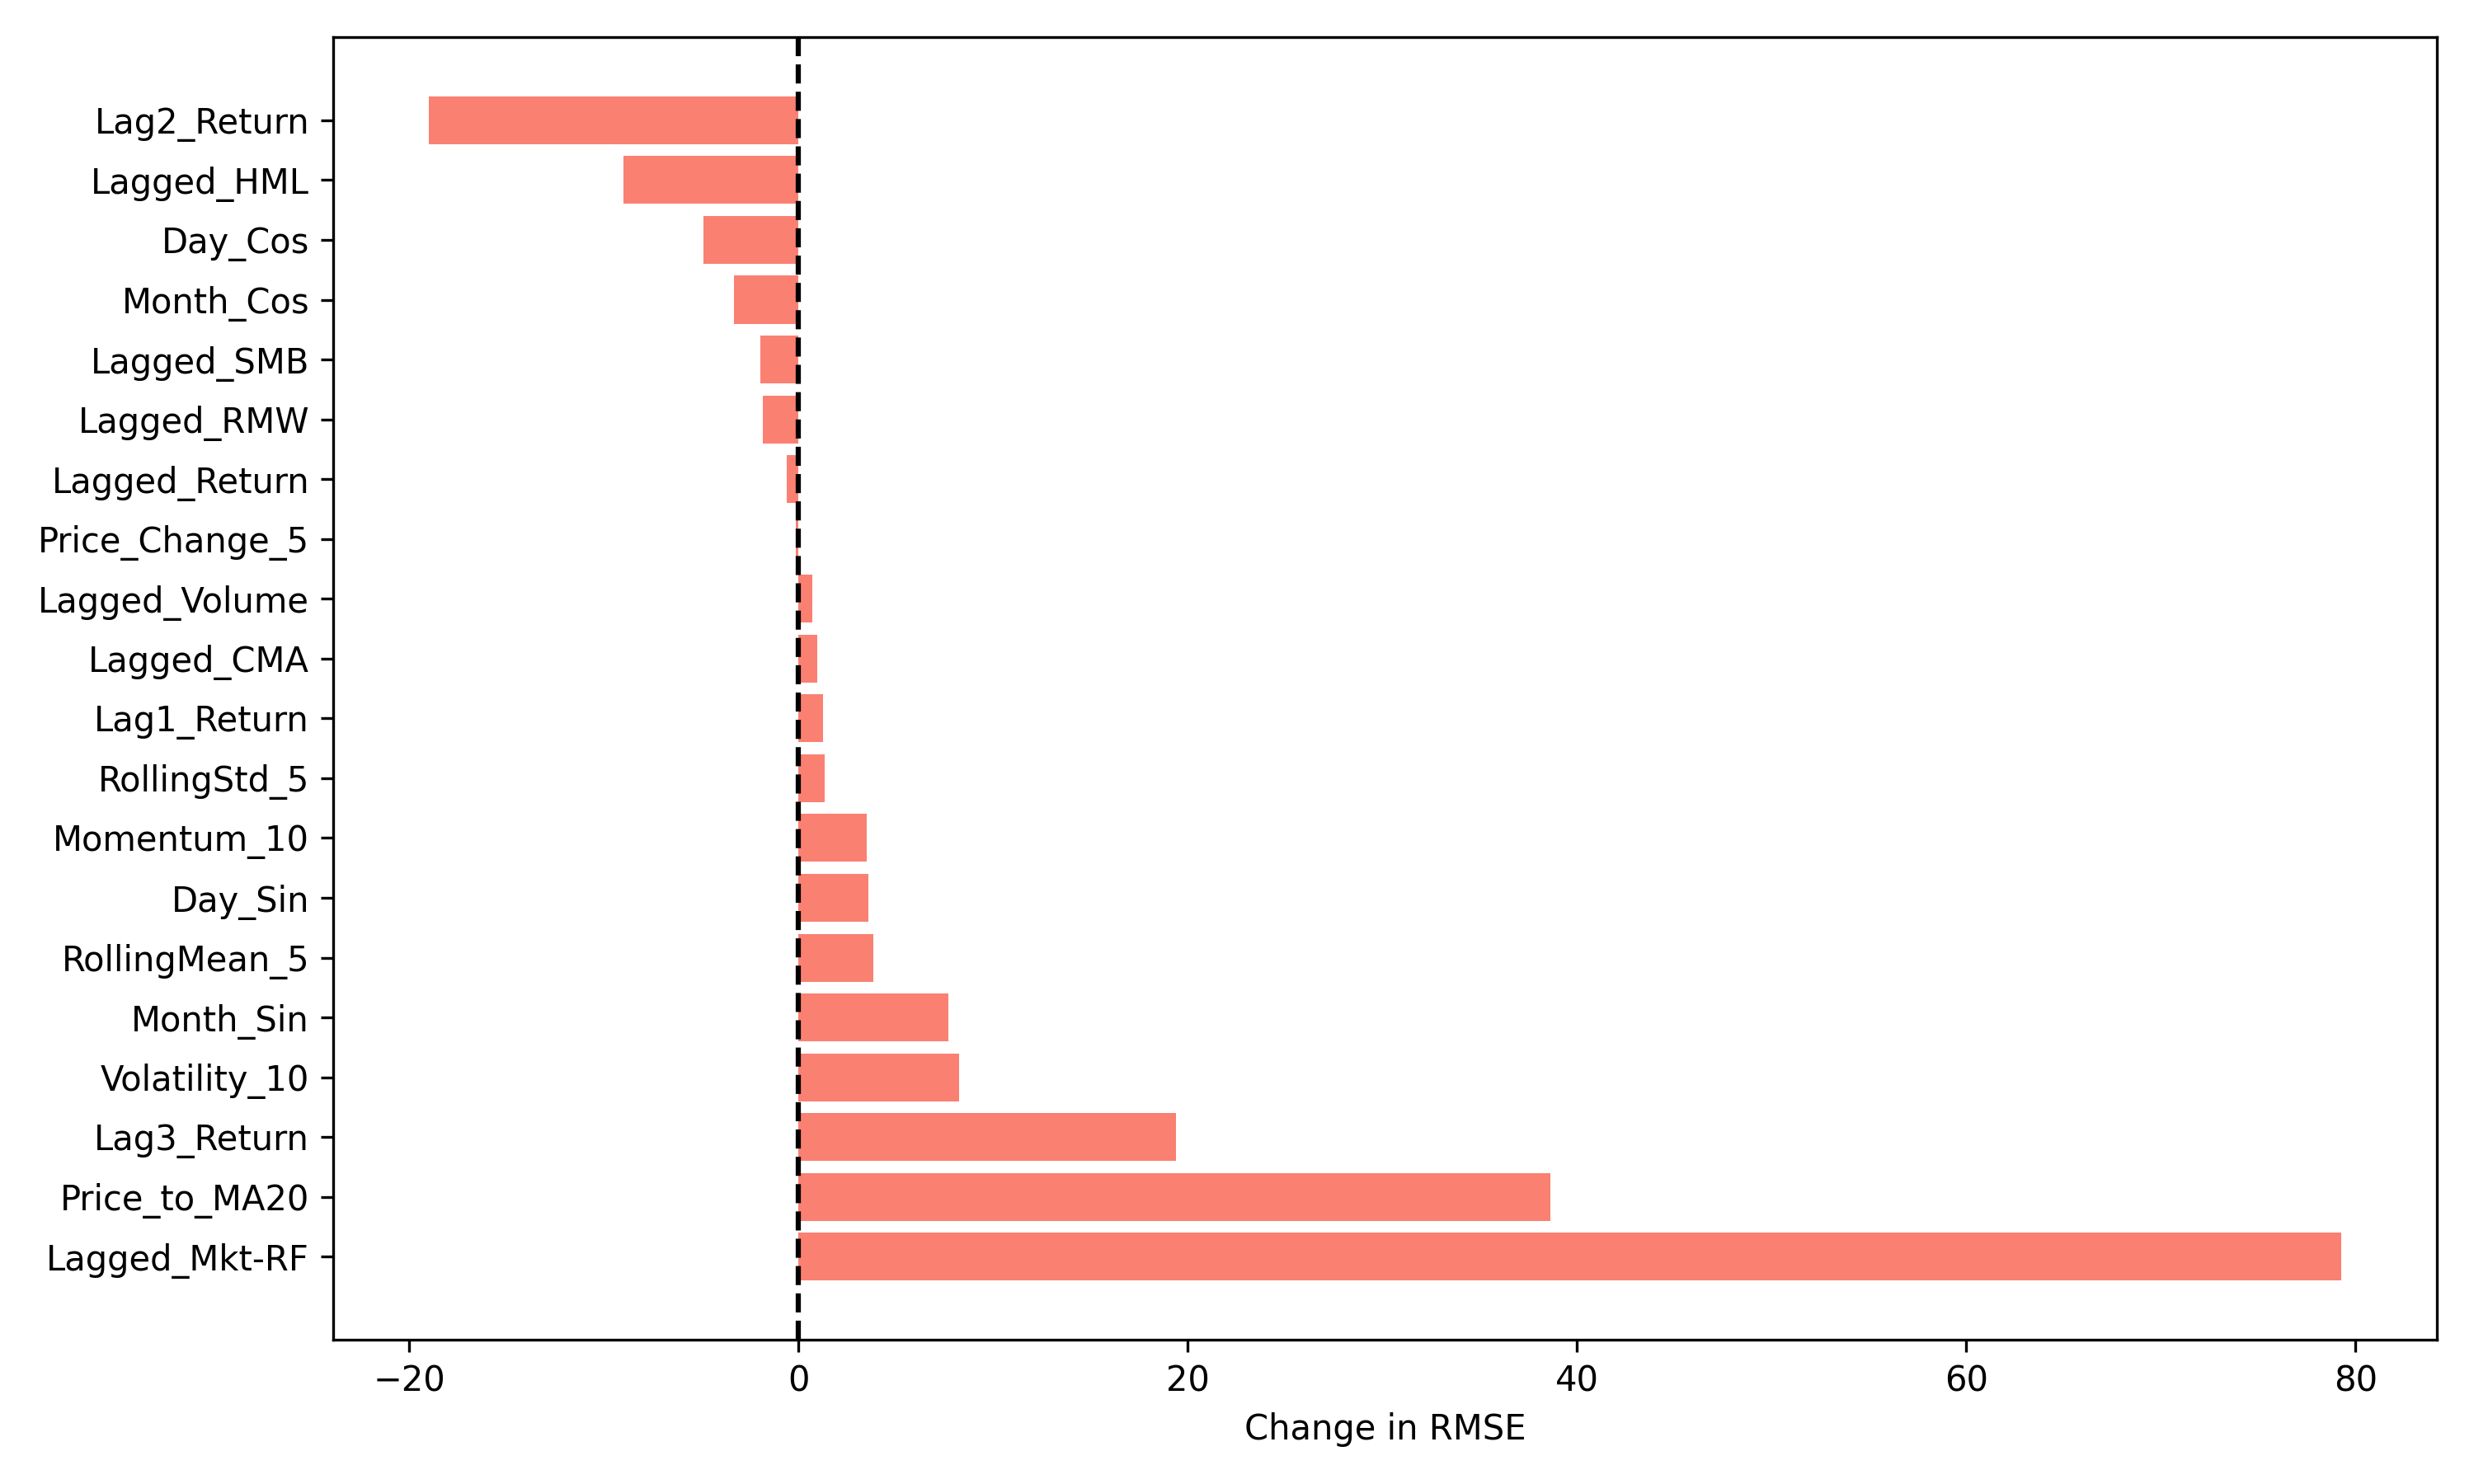 Lag2_Return
Lagged_HML
Day_Cos
Month_Cos
Lagged_SMB
Lagged_RMW
Lagged_Return
Price_Change_5
Lagged_Volume
Lagged_CMA
Lag1_Return
RollingStd_5
Momentum_10
Day_Sin
RollingMean_5
Month_Sin
Volatility_10
Lag3_Return
Price_to_MA20
Lagged_Mkt-RF
−20 0 20 40 60 80
Change in RMSE